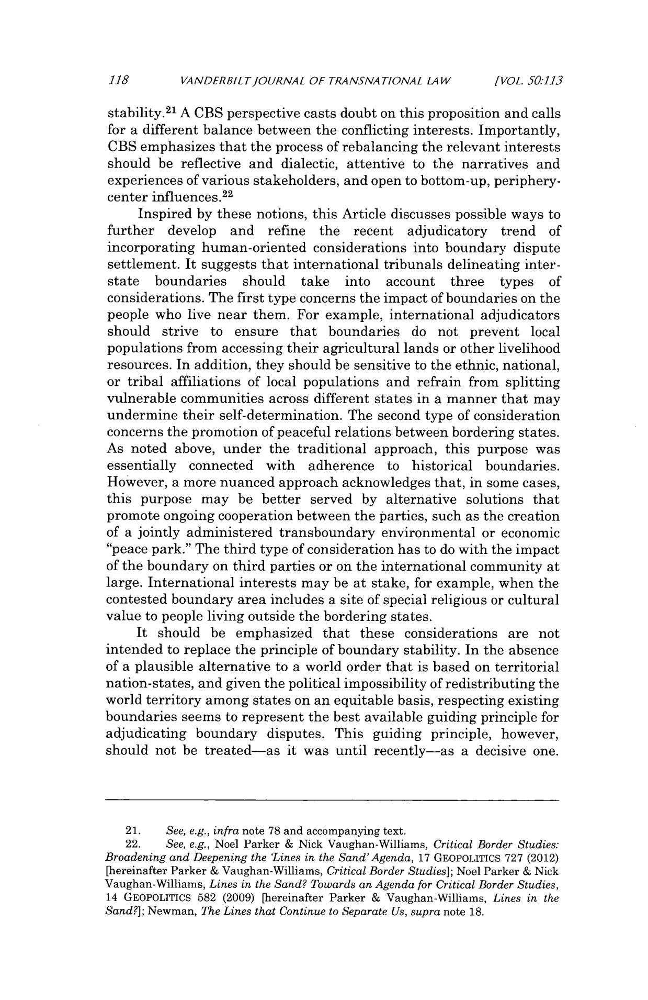 118 VANDERBILT JOURNAL OF TRANSNATIONAL LAW [VOL. 50:113
stability.21 A CBS perspective casts doubt on this proposition and calls
for a different balance between the conflicting interests. Importantly,
CBS emphasizes that the process of rebalancing the relevant interests
should be reflective and dialectic, attentive to the narratives and
experiences of various stakeholders, and open to bottom-up, periphery-
center influences.22
Inspired by these notions, this Article discusses possible ways to
further develop and refine the recent adjudicatory trend of
incorporating human-oriented considerations into boundary dispute
settlement. It suggests that international tribunals delineating inter-
state boundaries should take into account three types of
considerations. The first type concerns the impact of boundaries on the
people who live near them. For example, international adjudicators
should strive to ensure that boundaries do not prevent local
populations from accessing their agricultural lands or other livelihood
resources. In addition, they should be sensitive to the ethnic, national,
or tribal affiliations of local populations and refrain from splitting
vulnerable communities across different states in a manner that may
undermine their self-determination. The second type of consideration
concerns the promotion of peaceful relations between bordering states.
As noted above, under the traditional approach, this purpose was
essentially connected with adherence to historical boundaries.
However, a more nuanced approach acknowledges that, in some cases,
this purpose may be better served by alternative solutions that
promote ongoing cooperation between the parties, such as the creation
of a jointly administered transboundary environmental or economic
“peace park.” The third type of consideration has to do with the impact
of the boundary on third parties or on the international community at
large. International interests may be at stake, for example, when the
contested boundary area includes a site of special religious or cultural
value to people living outside the bordering states.
It should be emphasized that these considerations are not
intended to replace the principle of boundary stability. In the absence
of a plausible alternative to a world order that is based on territorial
nation-states, and given the political impossibility of redistributing the
world territory among states on an equitable basis, respecting existing
boundaries seems to represent the best available guiding principle for
adjudicating boundary disputes. This guiding principle, however,
should not be treated—as it was until recently—as a decisive one.
21. See, e.g., infra note 78 and accompanying text.
22. See, e.g., Noel Parker & Nick Vaughan-Williams, Critical Border Studies:
Broadening and Deepening the ‘Lines in the Sand’ Agenda, 17 GEOPOLITICS 727 (2012)
[hereinafter Parker & Vaughan-Williams, Critical Border Studies]; Noel Parker & Nick
Vaughan-Williams, Lines in the Sand? Towards an Agenda for Critical Border Studies,
14 GEOPOLITICS 582 (2009) [hereinafter Parker & Vaughan-Williams, Lines in the
Sand?]; Newman, The Lines that Continue to Separate Us, supra note 18.